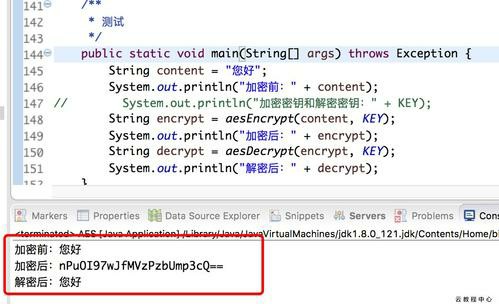 141 /**
142 * 测试
143 */
144 public static void main(String[] args) throws Exception {
145 String content = "您好";
146 System.out.println("加密前：" + content);
// System.out.println("加密密钥和解密密钥：" + KEY);
148 String encrypt = aesEncrypt(content, KEY);
149 System.out.println("加密后：" + encrypt);
150 String decrypt = aesDecrypt(encrypt, KEY);
151 System.out.println("解密后：" + decrypt);
152 }
Markers Properties Data Source Explorer Snippets Problems Console Progress Search
<terminated> AES [Java Application] /Library/Java/JavaVirtualMachines/jdk1.8.0_121.jdk/Contents/Home/b
加密前：您好
加密后：nPuOI97wJfMVzPzbUmp3cQ==
解密后：您好
云教程中心